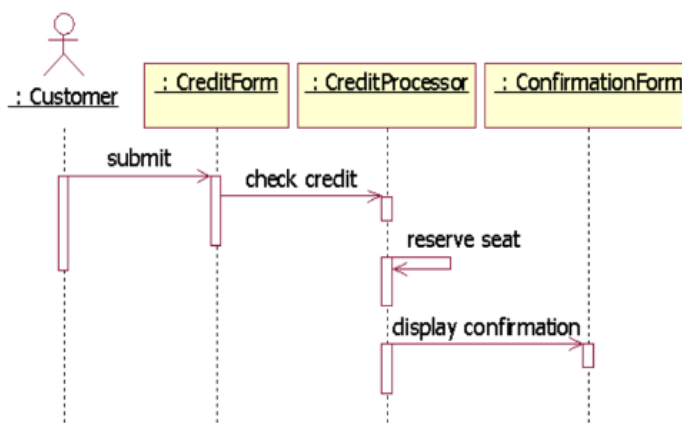 : Customer
: CreditForm
: CreditProcessor
: ConfirmationForm
submit
check credit
reserve seat
display confirmation